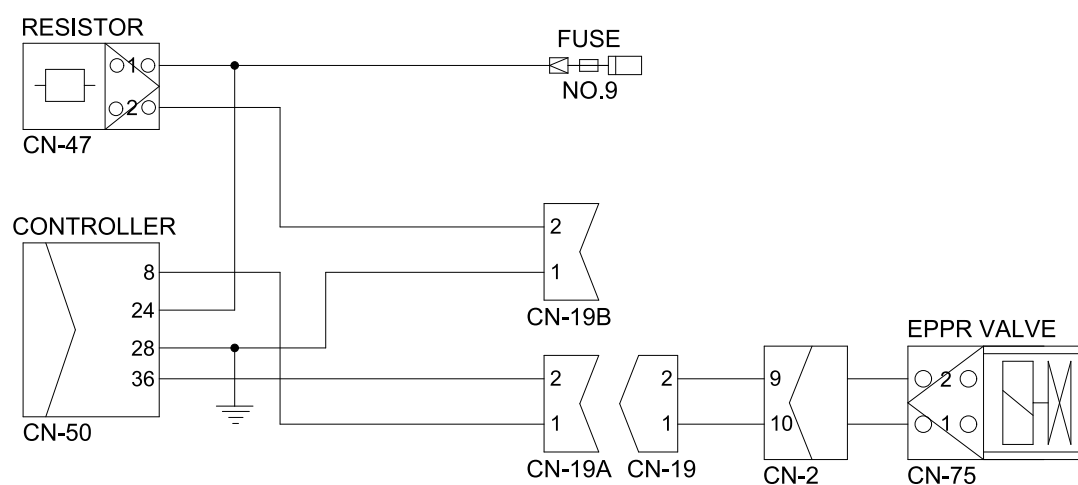 RESISTOR
1
2
CN-47
FUSE
NO.9
CONTROLLER
8
24
28
36
CN-50
2
1
CN-19B
2
1
CN-19A
2
1
CN-19
9
10
CN-2
EPPR VALVE
2
1
CN-75